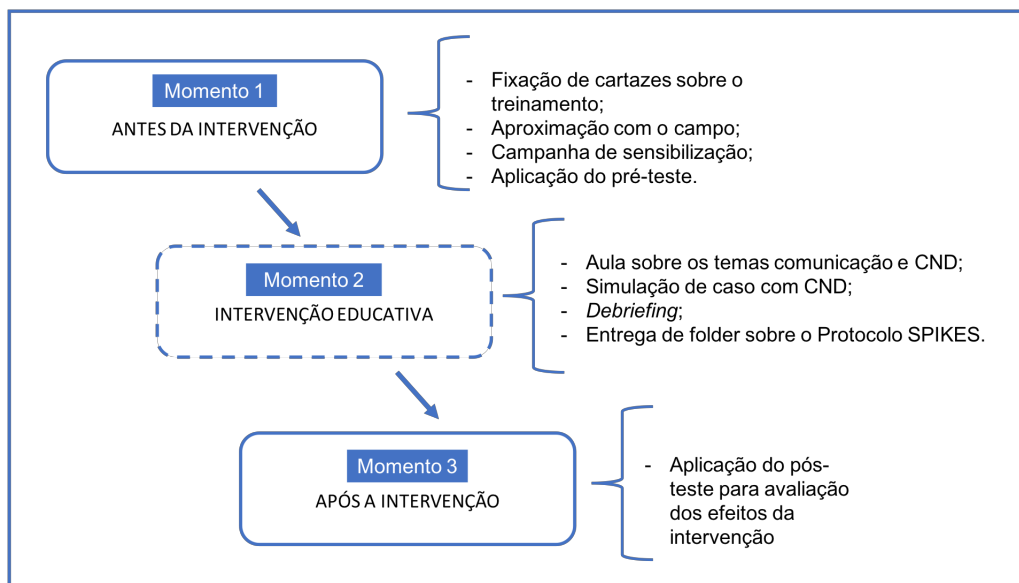 Momento 1
ANTES DA INTERVENÇÃO
- Fixação de cartazes sobre o
treinamento;
- Aproximação com o campo;
- Campanha de sensibilização;
- Aplicação do pré-teste.
Momento 2
INTERVENÇÃO EDUCATIVA
- Aula sobre os temas comunicação e CND;
- Simulação de caso com CND;
- Debriefing;
- Entrega de folder sobre o Protocolo SPIKES.
Momento 3
APÓS A INTERVENÇÃO
- Aplicação do pós-
teste para avaliação
dos efeitos da
intervenção